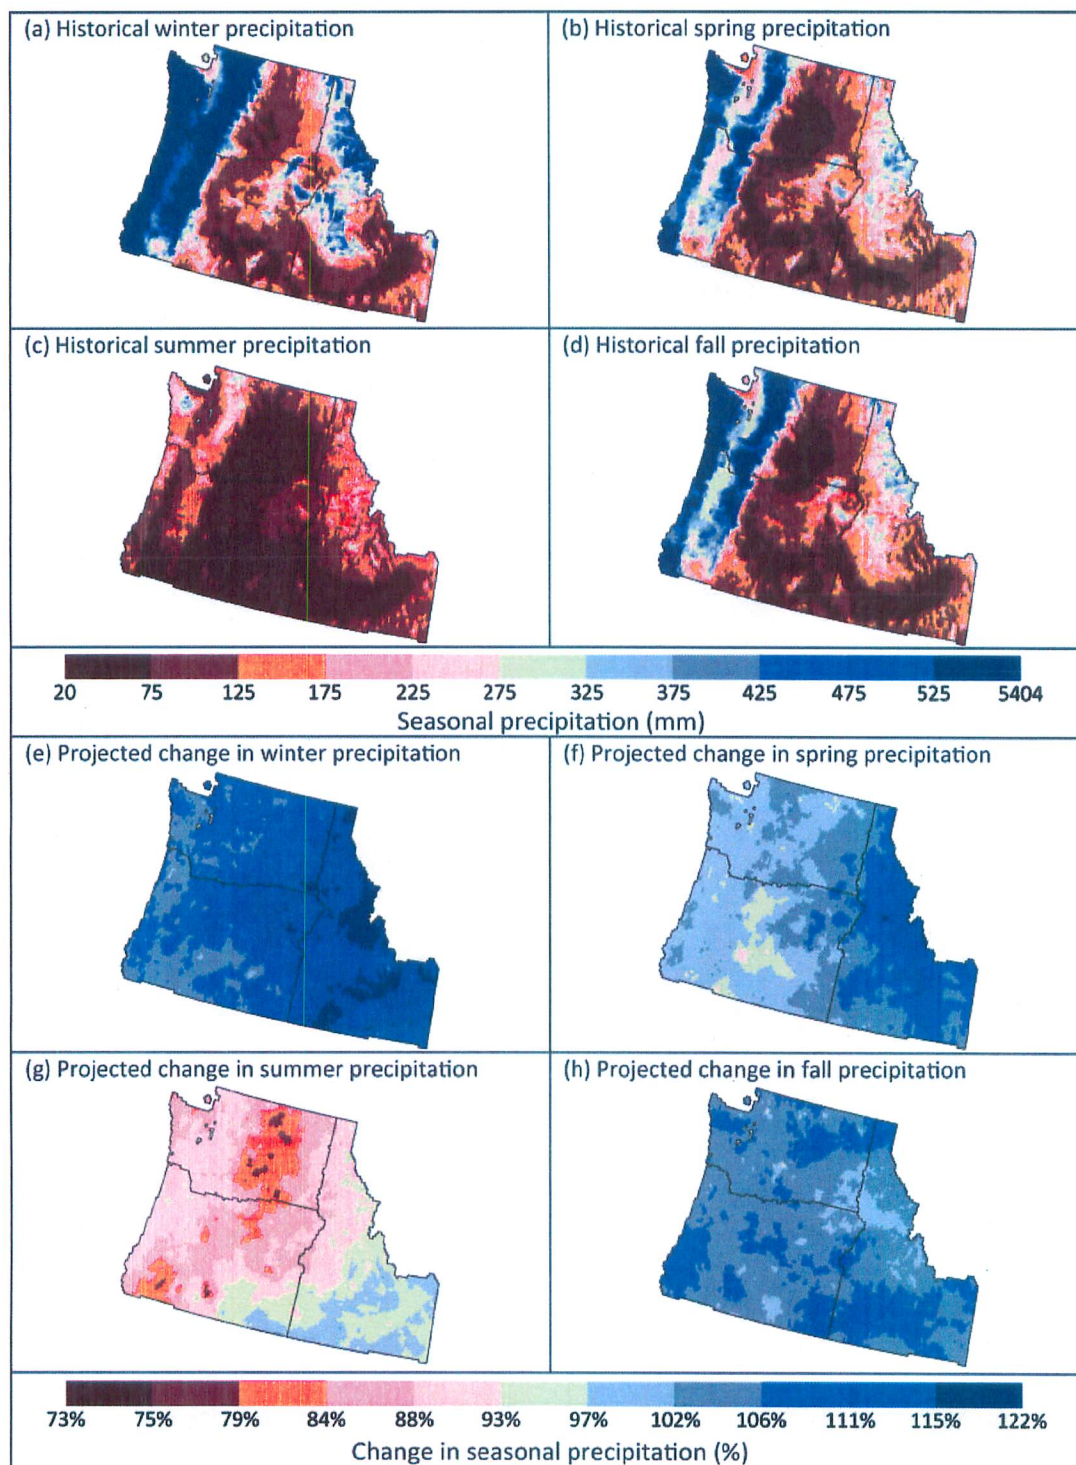 (a) Historical winter precipitation
(b) Historical spring precipitation
(c) Historical summer precipitation
(d) Historical fall precipitation
20 75 125 175 225 275 325 375 425 475 525 5404
Seasonal precipitation (mm)
(e) Projected change in winter precipitation
(f) Projected change in spring precipitation
(g) Projected change in summer precipitation
(h) Projected change in fall precipitation
73% 75% 79% 84% 88% 93% 97% 102% 106% 111% 115% 122%
Change in seasonal precipitation (%)